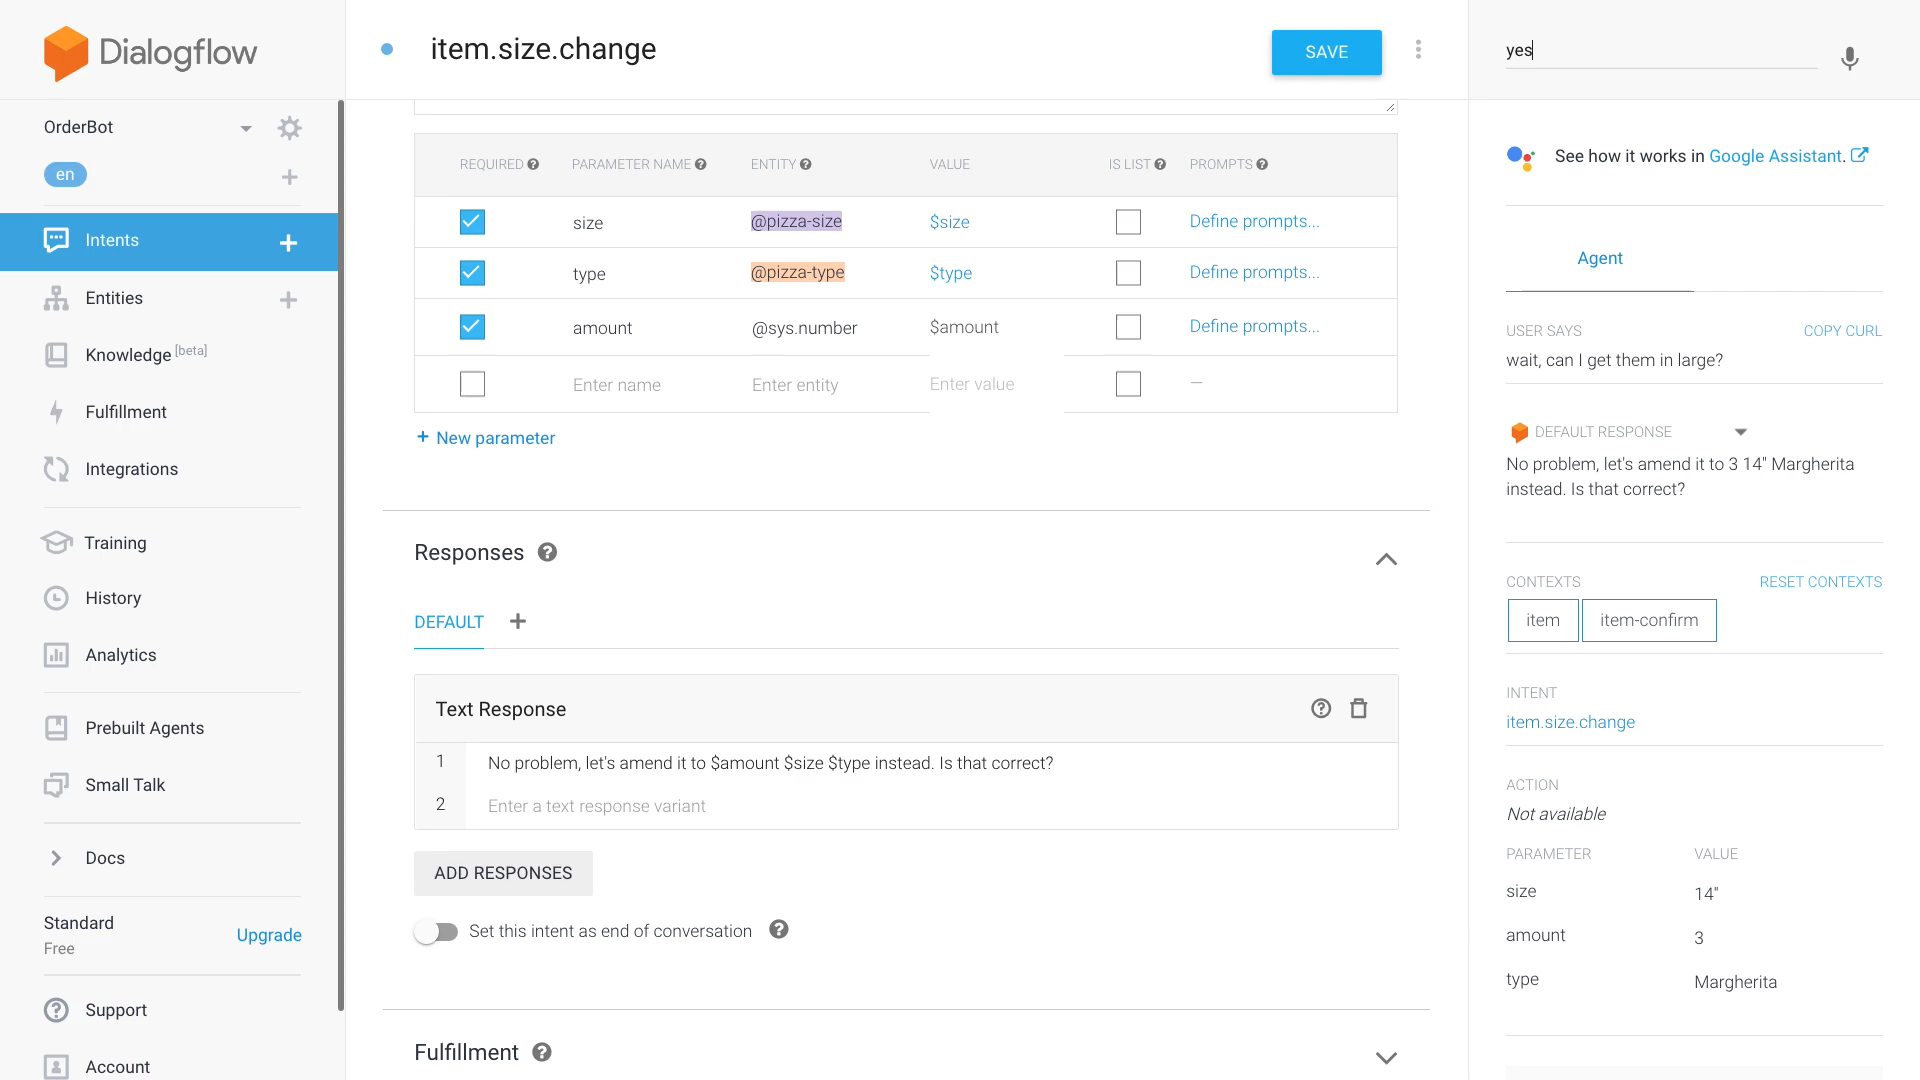 Dialogflow
item.size.change
SAVE
yes
OrderBot
en
Intents
Entities
Knowledge [beta]
Fulfillment
Integrations
Training
History
Analytics
Prebuilt Agents
Small Talk
Docs
Standard
Free
Upgrade
Support
Account
REQUIRED PARAMETER NAME ENTITY VALUE IS LIST PROMPTS
size @pizza-size $size Define prompts...
type @pizza-type $type Define prompts...
amount @sys.number $amount Define prompts...
Enter name Enter entity Enter value —
+ New parameter
Responses
DEFAULT
Text Response
1 No problem, let's amend it to $amount $size $type instead. Is that correct?
2 Enter a text response variant
ADD RESPONSES
Set this intent as end of conversation
Fulfillment
See how it works in Google Assistant.
Agent
USER SAYS COPY CURL
wait, can I get them in large?
DEFAULT RESPONSE
No problem, let's amend it to 3 14" Margherita
instead. Is that correct?
CONTEXTS RESET CONTEXTS
item item-confirm
INTENT
item.size.change
ACTION
Not available
PARAMETER VALUE
size 14"
amount 3
type Margherita